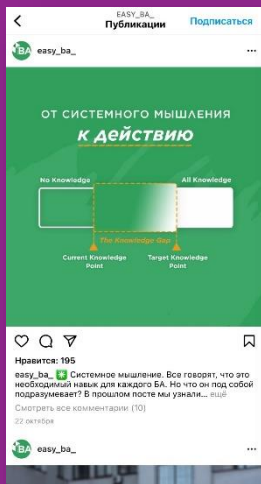 EASY_BA_
Публикации
Подписаться
BA easy_ba_
ОТ СИСТЕМНОГО МЫШЛЕНИЯ
к действию
No Knowledge
All Knowledge
The Knowledge Gap
Current Knowledge
Point
Target Knowledge
Point
Нравится: 195
easy_ba_ Системное мышление. Все говорят, что это
необходимый навык для каждого БА. Но что он под собой
подразумевает? В прошлом посте мы узнали... ещё
Смотреть все комментарии (10)
22 октября
BA easy_ba_